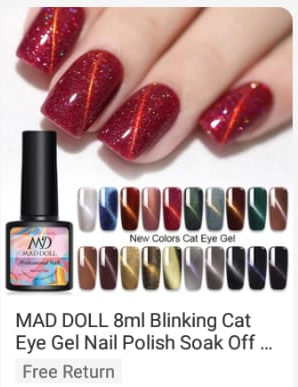 MD
MAD DOLL
Professional Nails
New Colors Cat Eye Gel
MAD DOLL 8ml Blinking Cat
Eye Gel Nail Polish Soak Off ...
Free Return